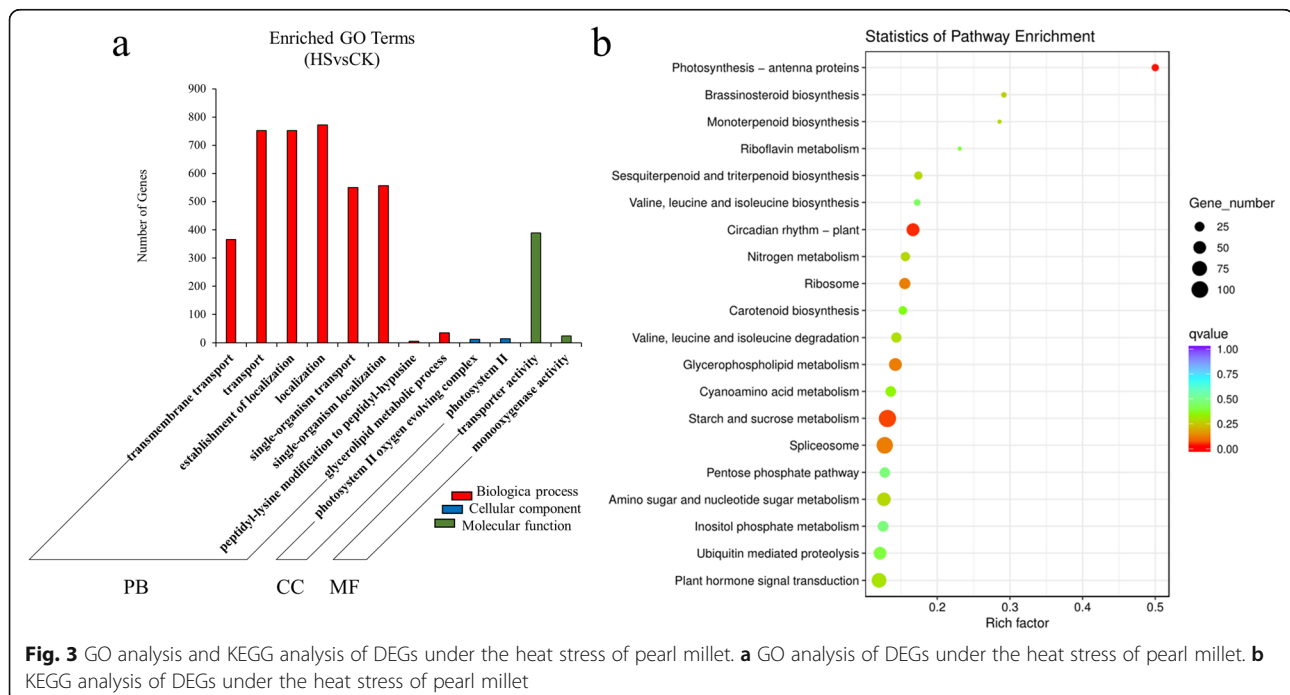 a
Enriched GO Terms
(HSvsCK)
Number of Genes
900
800
700
600
500
400
300
200
100
0
transmembrane transport
transport
establishment of localization
localization
single-organism transport
single-organism localization
peptidyl-lysine modification to peptidyl-hypusine
glycerolipid metabolic process
photosystem II oxygen evolving complex
photosystem II
transporter activity
monooxygenase activity
Biologica process
Cellular component
Molecular function
PB
CC
MF
b
Statistics of Pathway Enrichment
Photosynthesis − antenna proteins
Brassinosteroid biosynthesis
Monoterpenoid biosynthesis
Riboflavin metabolism
Sesquiterpenoid and triterpenoid biosynthesis
Valine, leucine and isoleucine biosynthesis
Circadian rhythm − plant
Nitrogen metabolism
Ribosome
Carotenoid biosynthesis
Valine, leucine and isoleucine degradation
Glycerophospholipid metabolism
Cyanoamino acid metabolism
Starch and sucrose metabolism
Spliceosome
Pentose phosphate pathway
Amino sugar and nucleotide sugar metabolism
Inositol phosphate metabolism
Ubiquitin mediated proteolysis
Plant hormone signal transduction
0.2
0.3
0.4
0.5
Rich factor
Gene_number
25
50
75
100
qvalue
1.00
0.75
0.50
0.25
0.00
Fig. 3 GO analysis and KEGG analysis of DEGs under the heat stress of pearl millet. a GO analysis of DEGs under the heat stress of pearl millet. b
KEGG analysis of DEGs under the heat stress of pearl millet